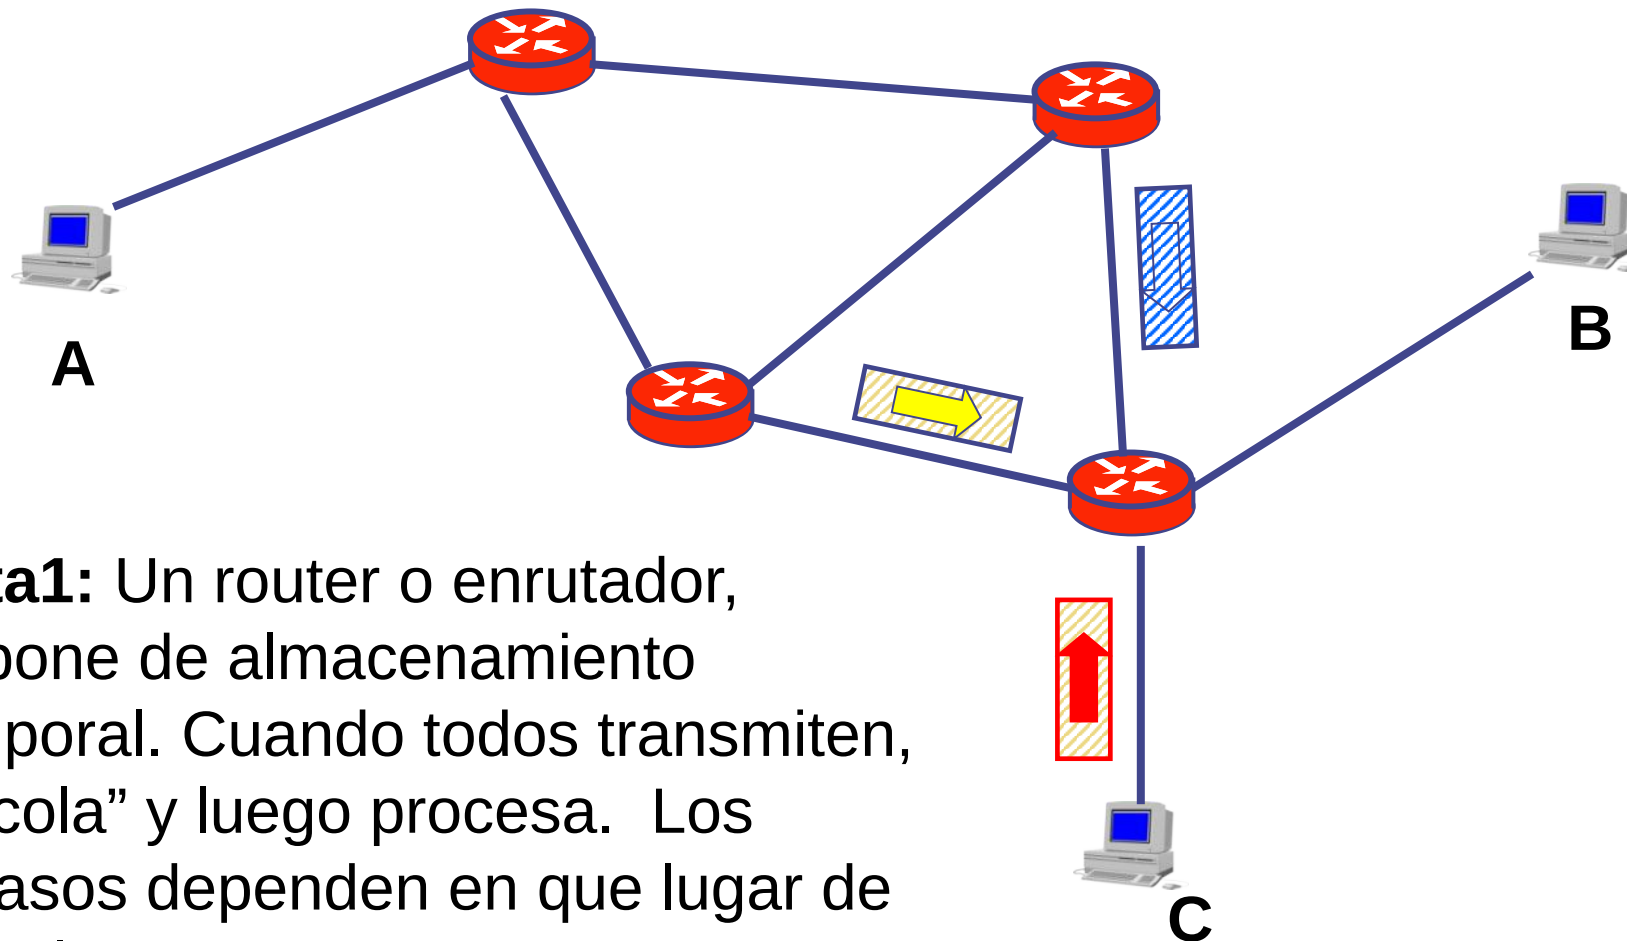 A
B
ta1: Un router o enrutador,
pone de almacenamiento
poral. Cuando todos transmiten,
cola” y luego procesa.  Los
asos dependen en que lugar de
C